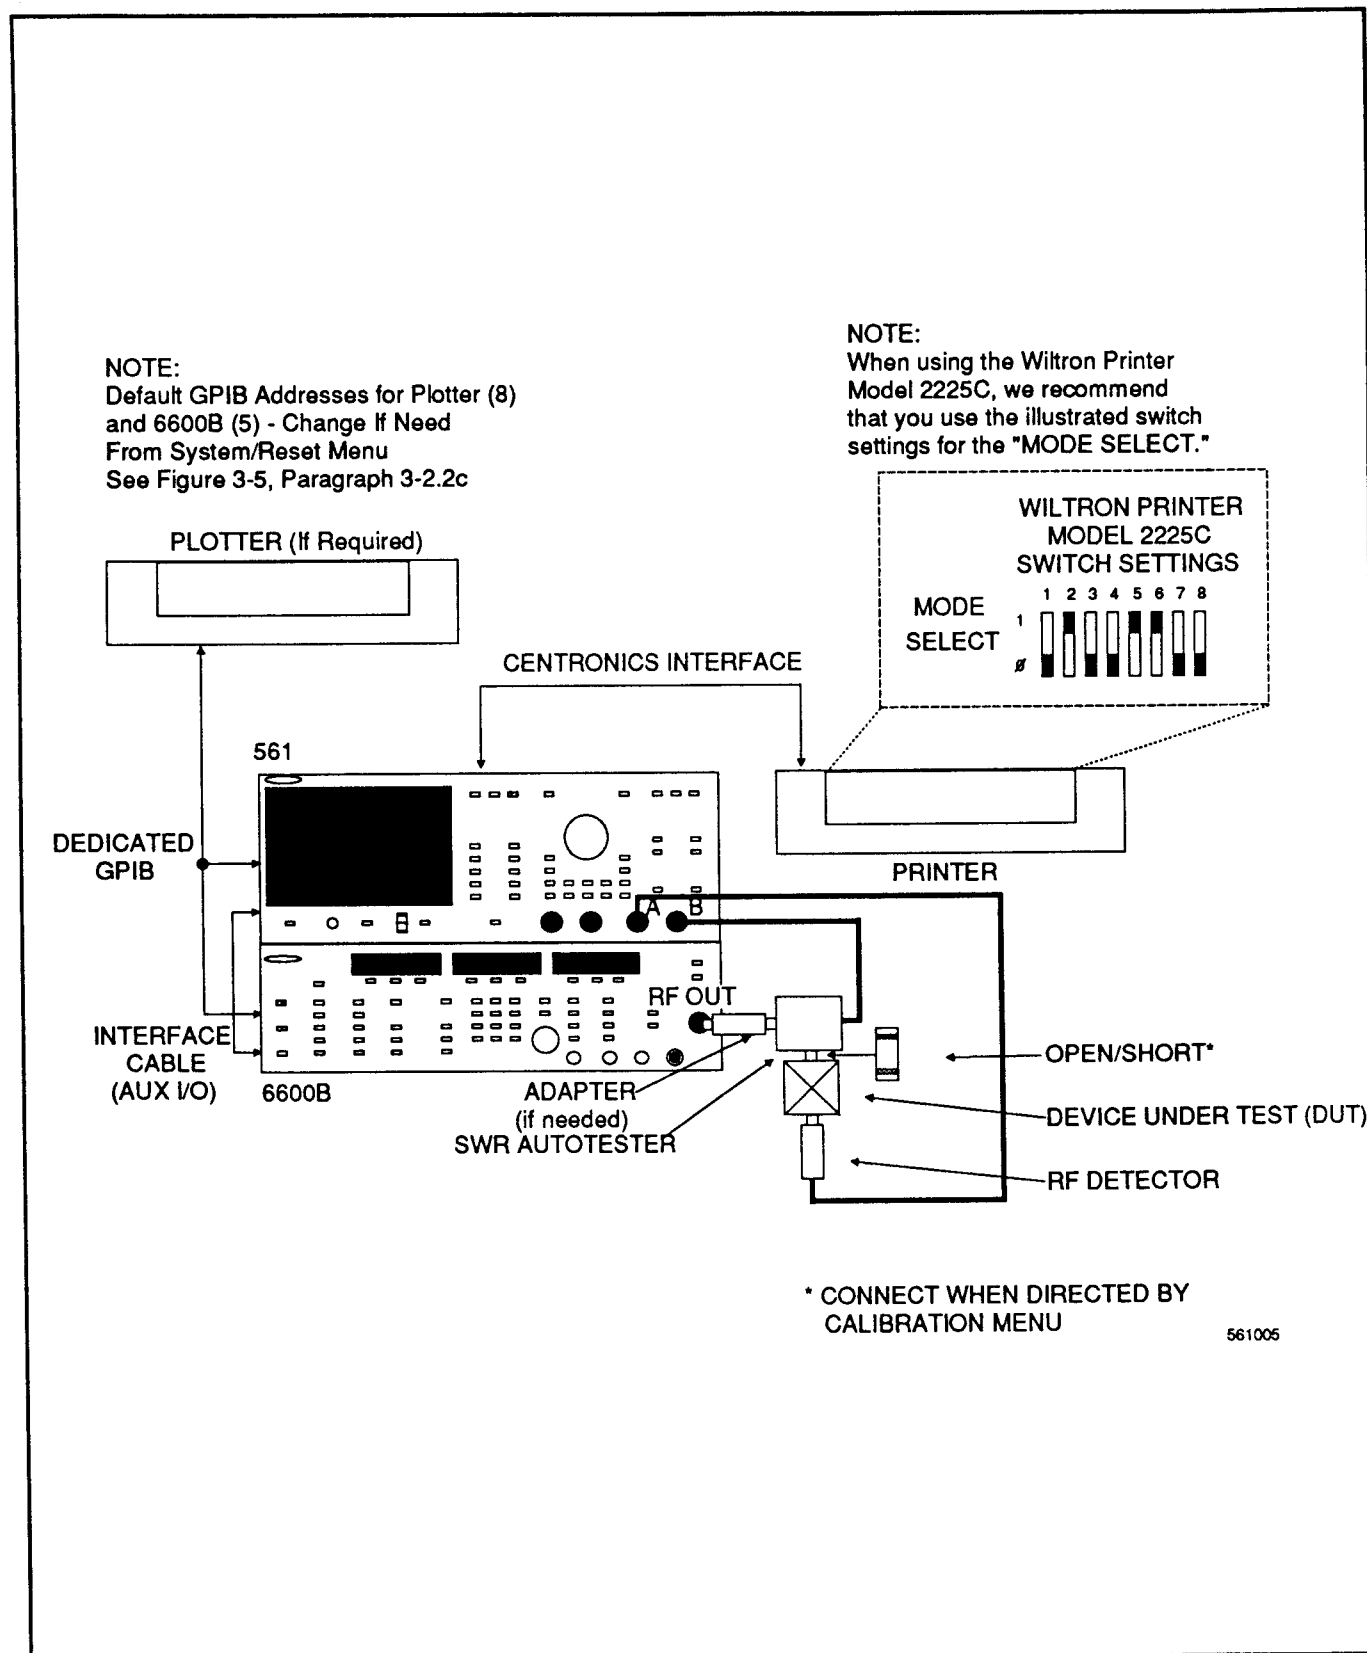 NOTE:
Default GPIB Addresses for Plotter (8)
and 6600B (5) - Change If Need
From System/Reset Menu
See Figure 3-5, Paragraph 3-2.2c
NOTE:
When using the Wiltron Printer
Model 2225C, we recommend
that you use the illustrated switch
settings for the "MODE SELECT."
WILTRON PRINTER
MODEL 2225C
SWITCH SETTINGS
1 2 3 4 5 6 7 8
MODE
SELECT
1
Ø
PLOTTER (If Required)
CENTRONICS INTERFACE
561
DEDICATED
GPIB
PRINTER
A B
RF OUT
INTERFACE
CABLE
(AUX I/O)
6600B
ADAPTER
(if needed)
SWR AUTOTESTER
OPEN/SHORT*
DEVICE UNDER TEST (DUT)
RF DETECTOR
* CONNECT WHEN DIRECTED BY
CALIBRATION MENU
561005